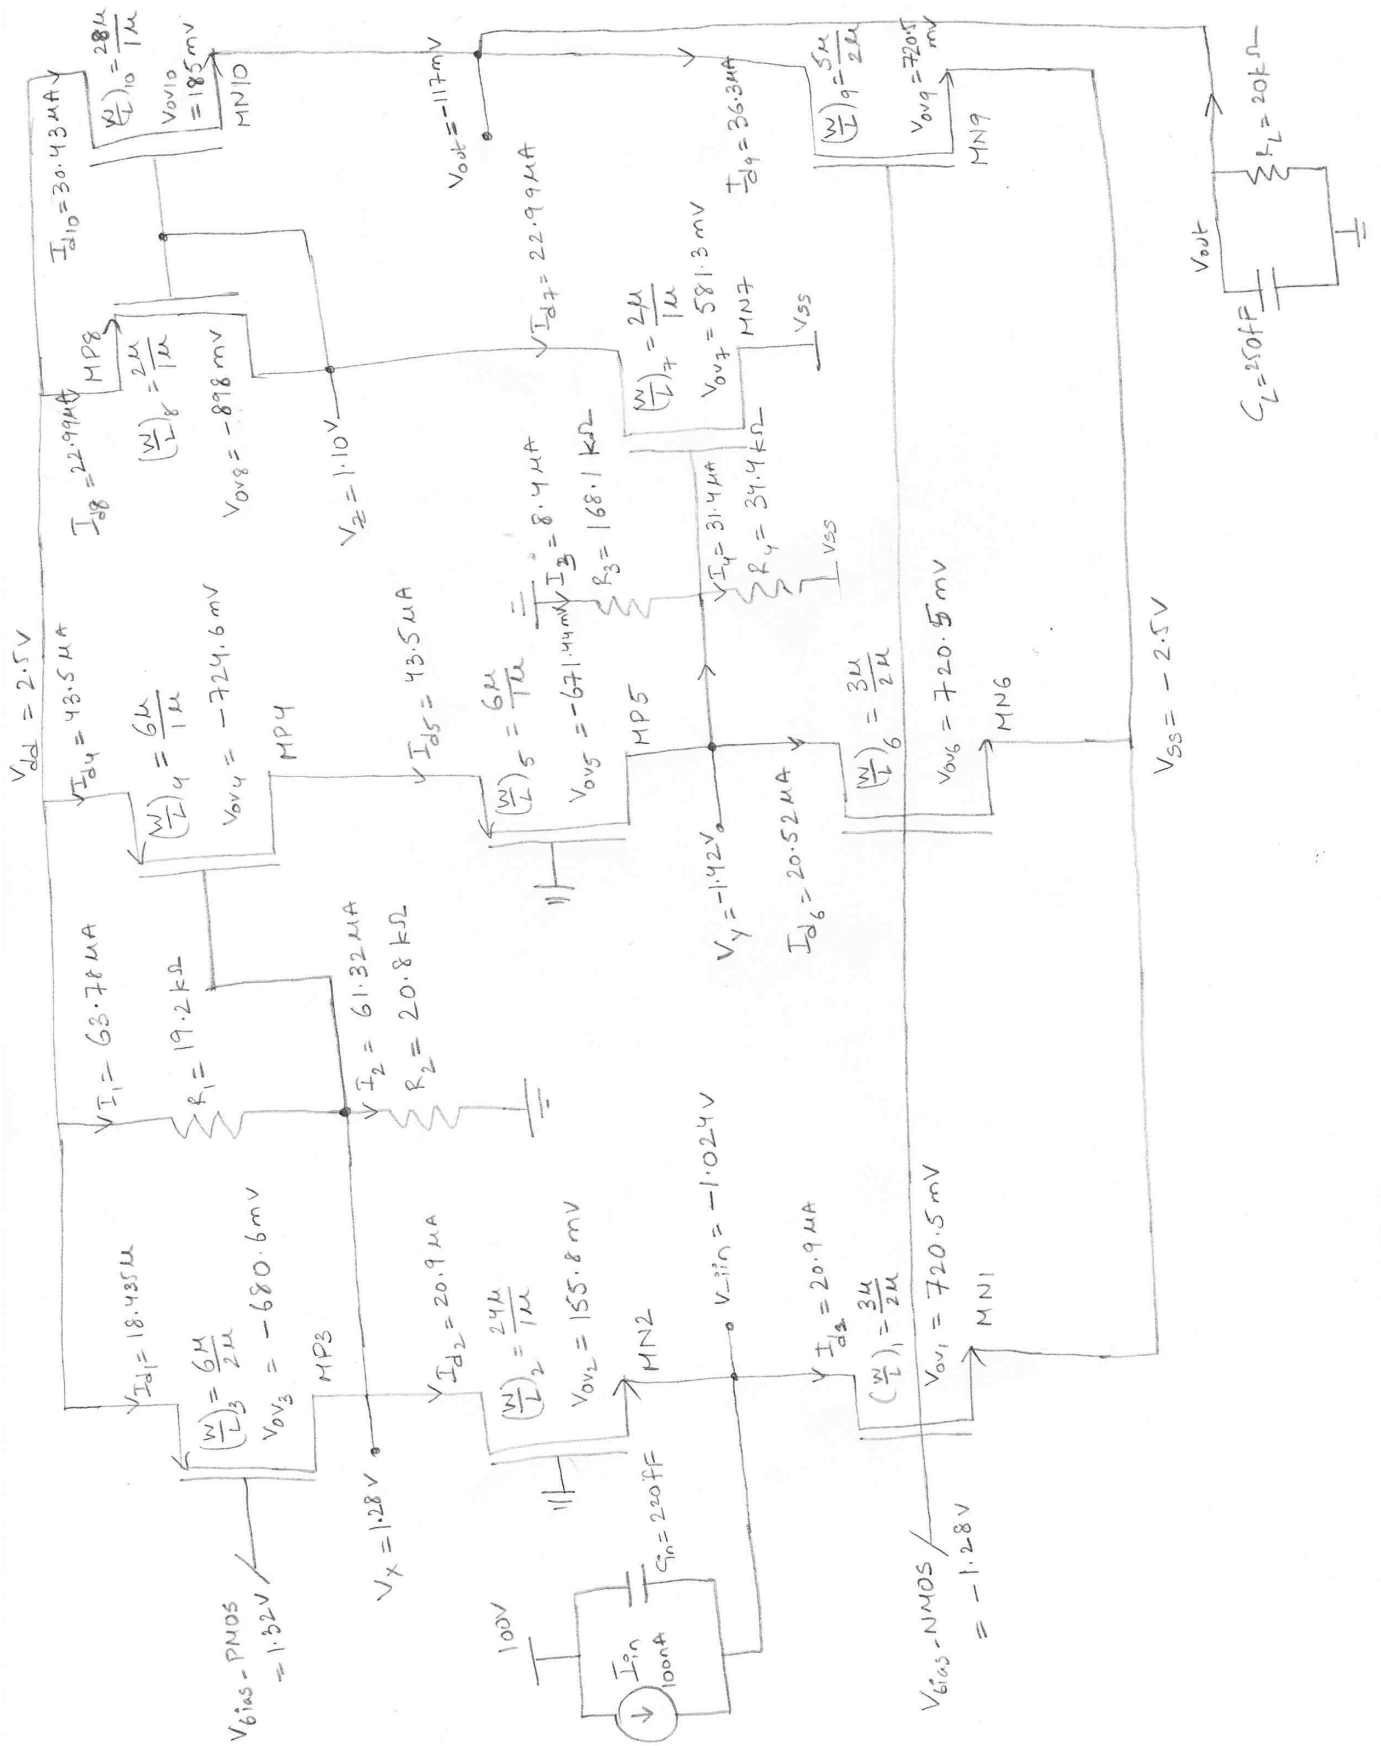 Vdd = 2.5V
Id1 = 18.435µ
(W/L)3 = 6µ/2µ
Vov3 = -680.6mV
MP3
Vbias-PMOS
= 1.32V
Vx = 1.28V
I1 = 63.78µA
R1 = 19.2kΩ
I2 = 61.32µA
R2 = 20.8kΩ
Id2 = 20.9µA
(W/L)2 = 24µ/1µ
Vov2 = 155.8mV
MN2
100V
Iin
100nA
Cin = 220fF
V_iin = -1.024V
Id2 = 20.9µA
(W/L)1 = 3µ/2µ
Vov1 = 720.5mV
MN1
Vbias-NMOS
= -1.28V
Id4 = 43.5µA
(W/L)4 = 6µ/1µ
Vov4 = -724.6mV
MP4
Id5 = 43.5µA
(W/L)5 = 6µ/1µ
Vov5 = -671.44mV
MP5
Vy = -1.42V
Id6 = 20.52µA
(W/L)6 = 3µ/2µ
Vov6 = 720.5mV
MN6
Vss = -2.5V
I3 = 8.4µA
R3 = 168.1kΩ
I4 = 31.4µA
R4 = 34.4kΩ
Vss
Id8 = 22.99µA
MP8
(W/L)8 = 2µ/1µ
Vov8 = -898mV
Vz = 1.10V
Id7 = 22.99µA
(W/L)7 = 2µ/1µ
Vov7 = 581.3mV
MN7
Vss
Id10 = 30.43µA
(W/L)10 = 28µ/1µ
Vov10
= 185mV
MN10
Vout = -117mV
Id9 = 36.3µA
(W/L)9 = 5µ/2µ
Vov9 = 720.5
mV
MN9
Vout
CL = 250fF
RL = 20kΩ